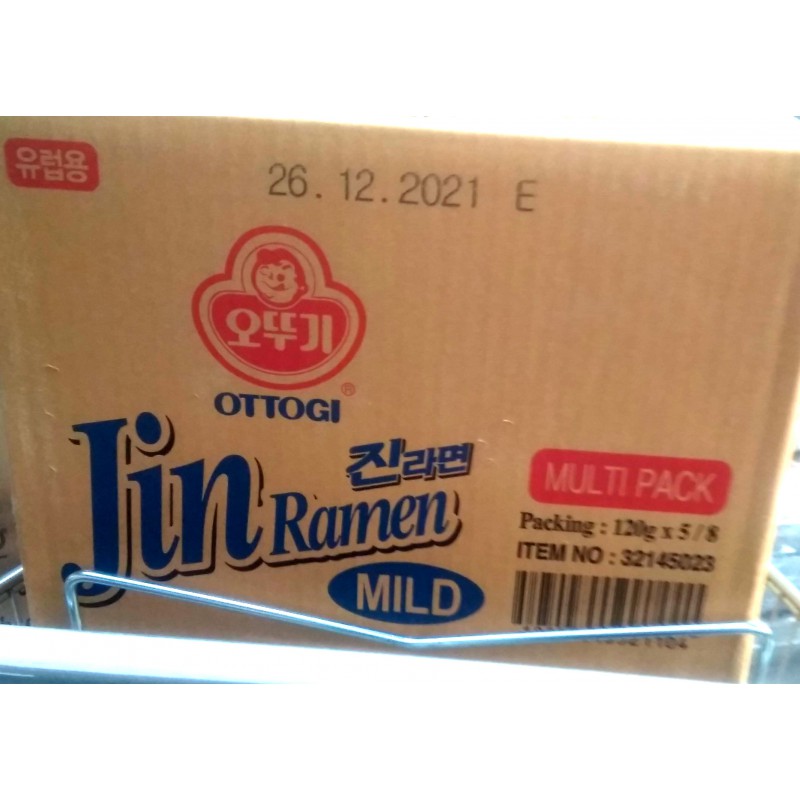 유럽용
26.12.2021 E
오뚜기
OTTOGI®
진라면
Jin Ramen
MILD
MULTI PACK
Packing : 120g x 5 / 8
ITEM NO : 32145023